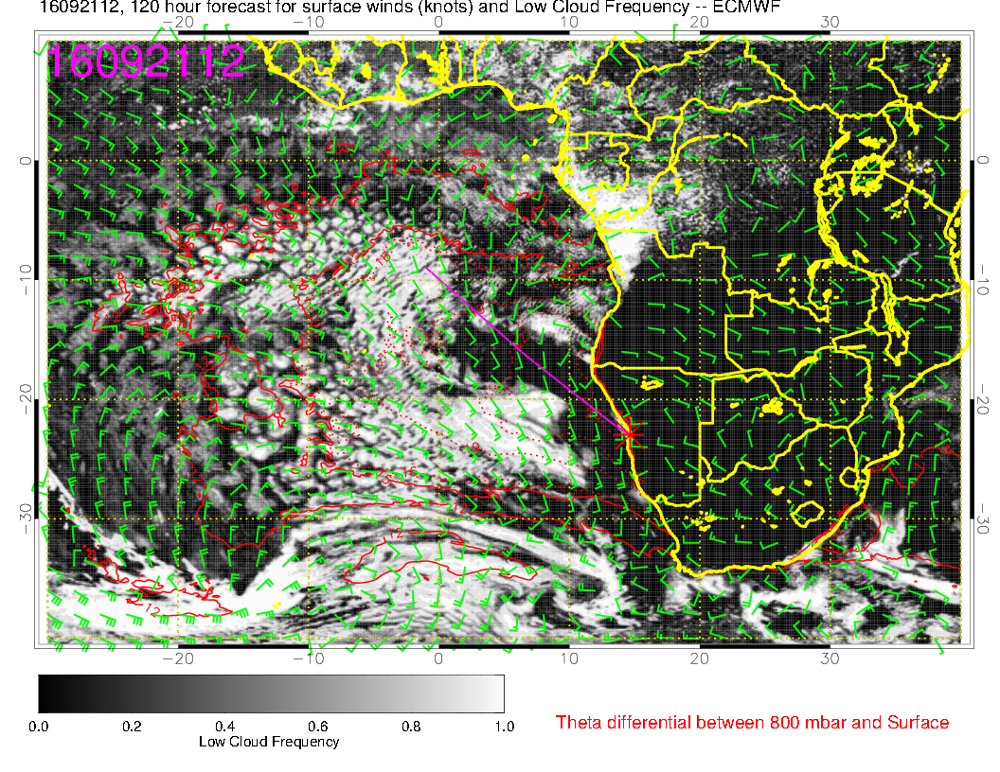 16092112, 120 hour forecast for surface winds (knots) and Low Cloud Frequency -- ECMWF
−20 −10 0 10 20 30
16092112
0 0
−10 −10
−20 −20
−30 −30
−20 −10 0 10 20 30
0.0 0.2 0.4 0.6 0.8 1.0
Low Cloud Frequency
Theta differential between 800 mbar and Surface